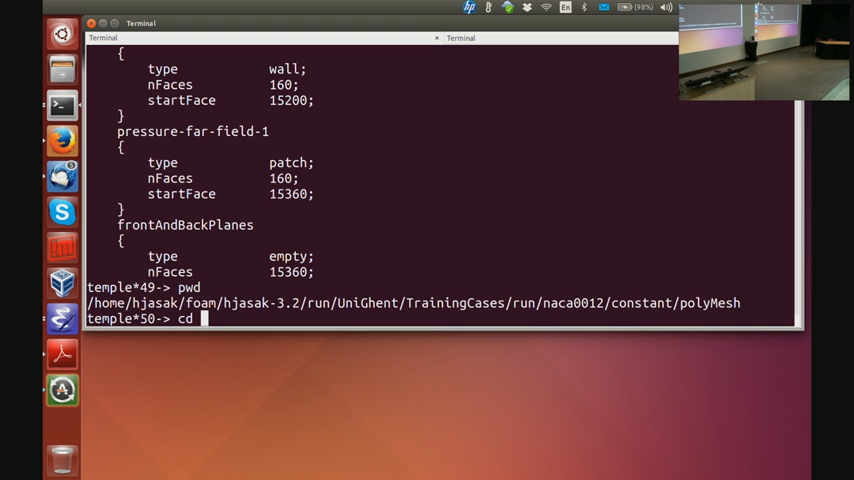 Terminal
En
(98%)
Terminal
×
Terminal
{
type wall;
nFaces 160;
startFace 15200;
}
pressure-far-field-1
{
type patch;
nFaces 160;
startFace 15360;
}
frontAndBackPlanes
{
type empty;
nFaces 15360;
temple*49-> pwd
/home/hjasak/foam/hjasak-3.2/run/UniGhent/TrainingCases/run/naca0012/constant/polyMesh
temple*50-> cd